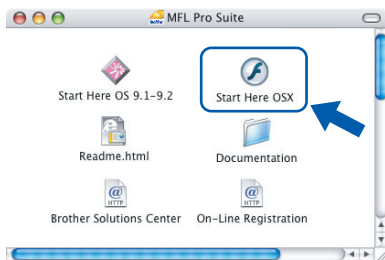 MFL Pro Suite
Start Here OS 9.1-9.2
Start Here OSX
Readme.html
Documentation
@ HTTP
@ HTTP
Brother Solutions Center
On-Line Registration